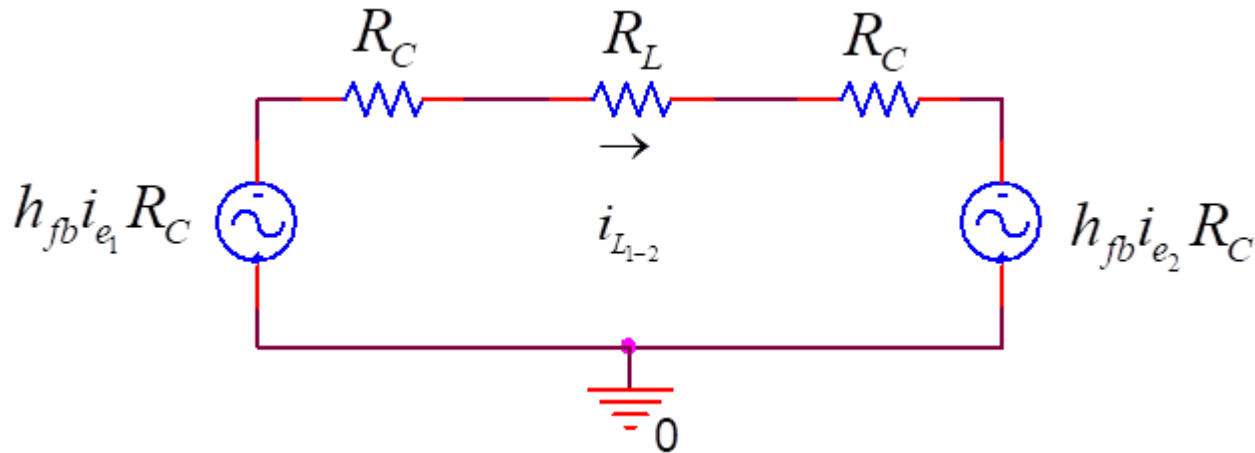 R_C R_L R_C
→
h_{fb} i_{e_1} R_C
i_{L_{1-2}}
h_{fb} i_{e_2} R_C
- -
0